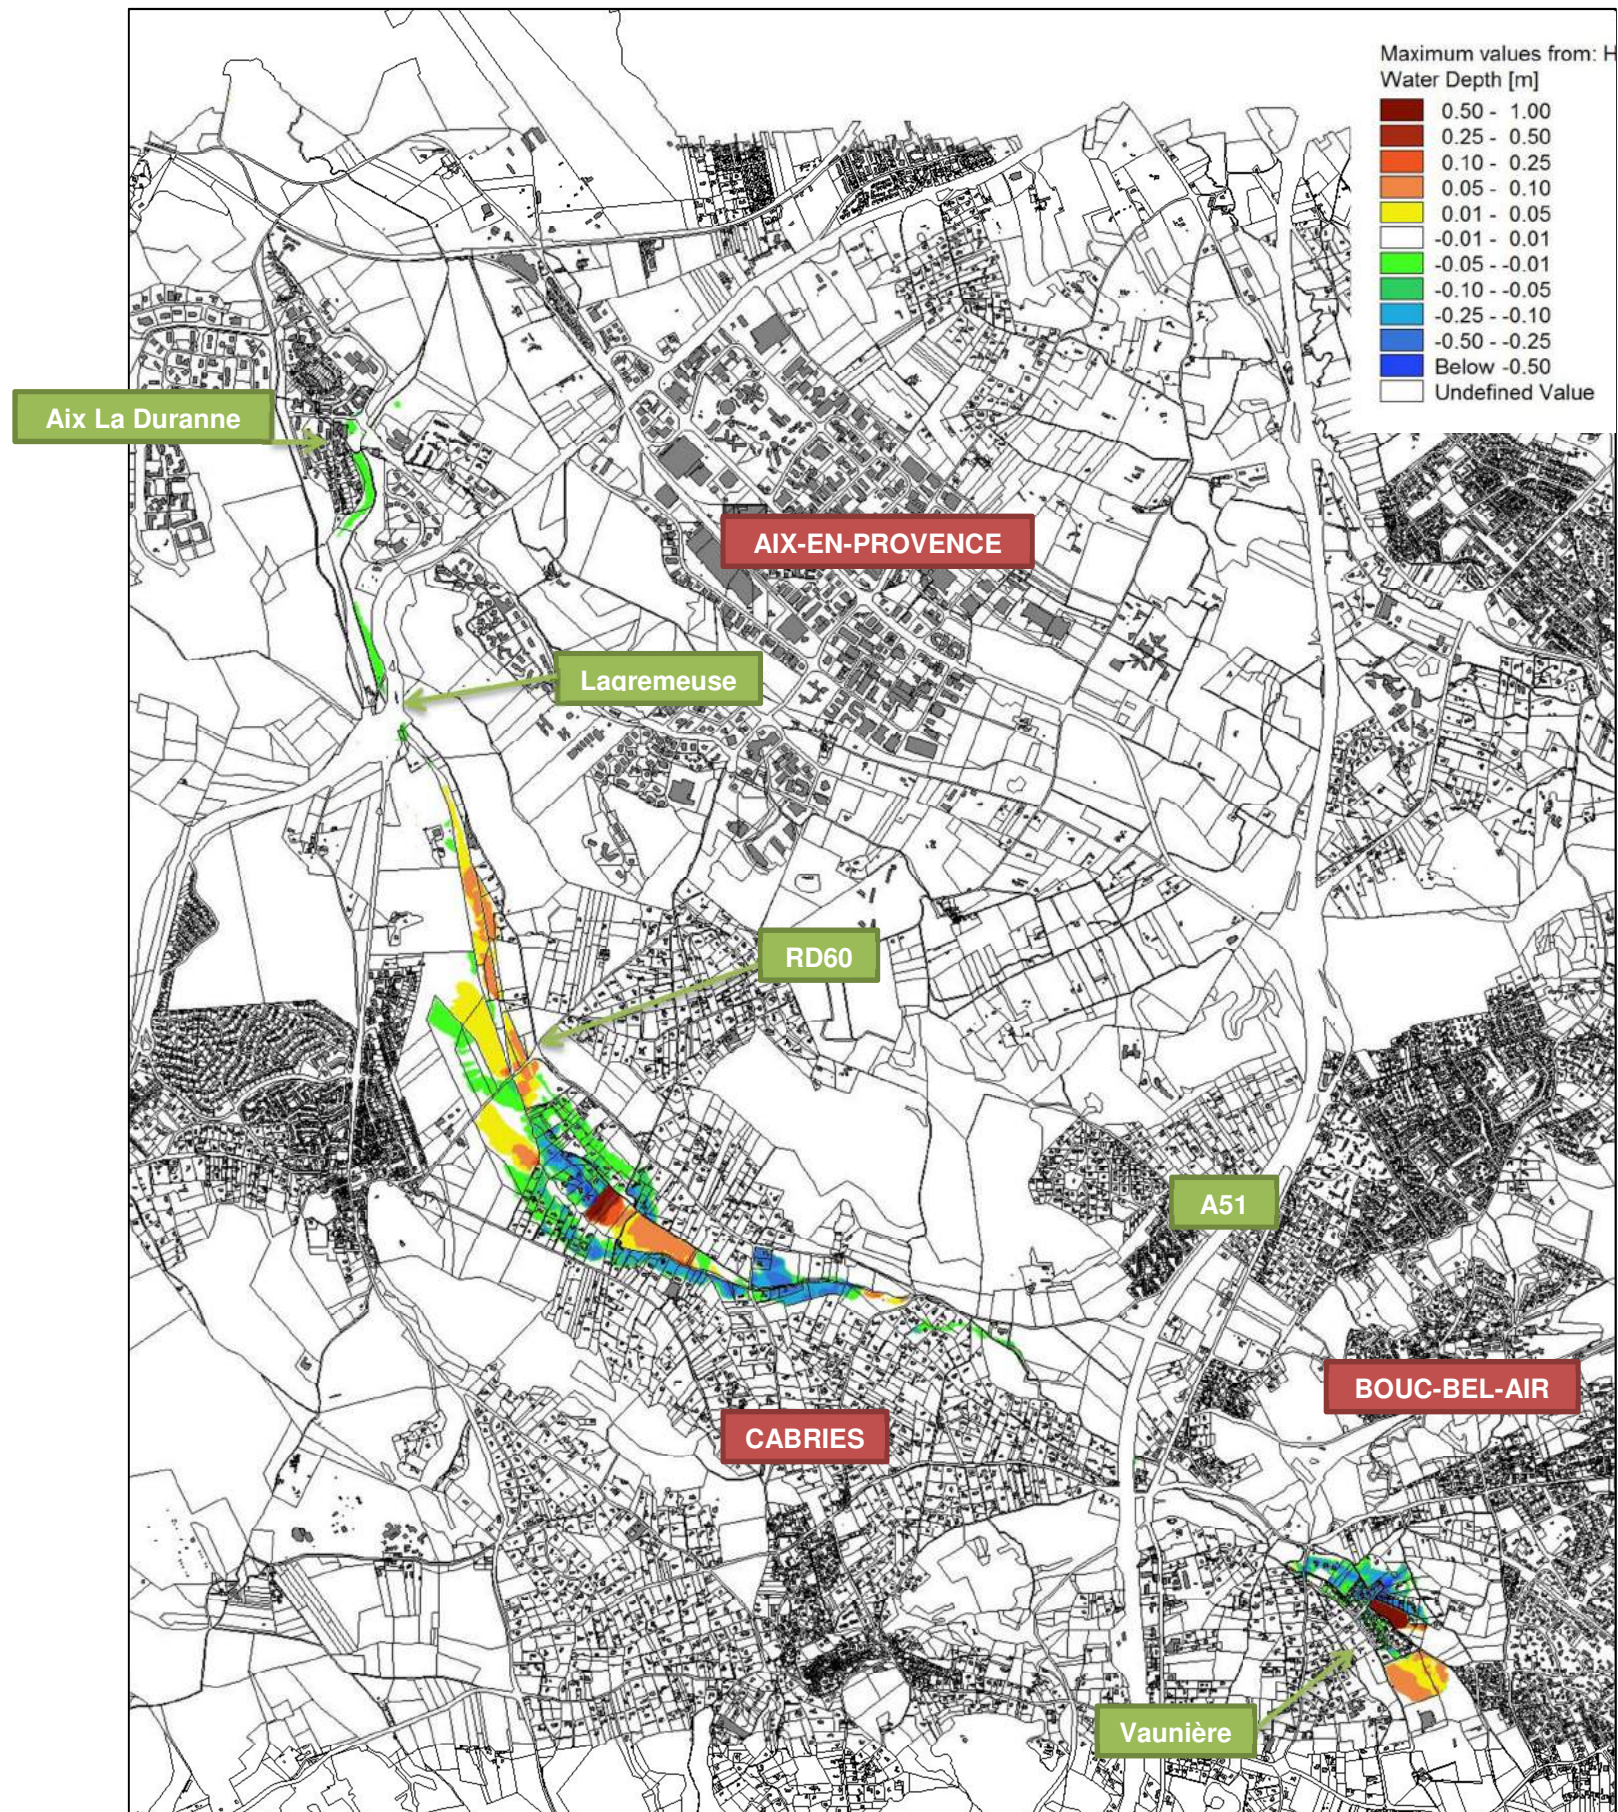 Maximum values from: H
Water Depth [m]
0.50 - 1.00
0.25 - 0.50
0.10 - 0.25
0.05 - 0.10
0.01 - 0.05
-0.01 - 0.01
-0.05 - -0.01
-0.10 - -0.05
-0.25 - -0.10
-0.50 - -0.25
Below -0.50
Undefined Value
Aix La Duranne
AIX-EN-PROVENCE
Lagremeuse
RD60
A51
BOUC-BEL-AIR
CABRIES
Vaunière